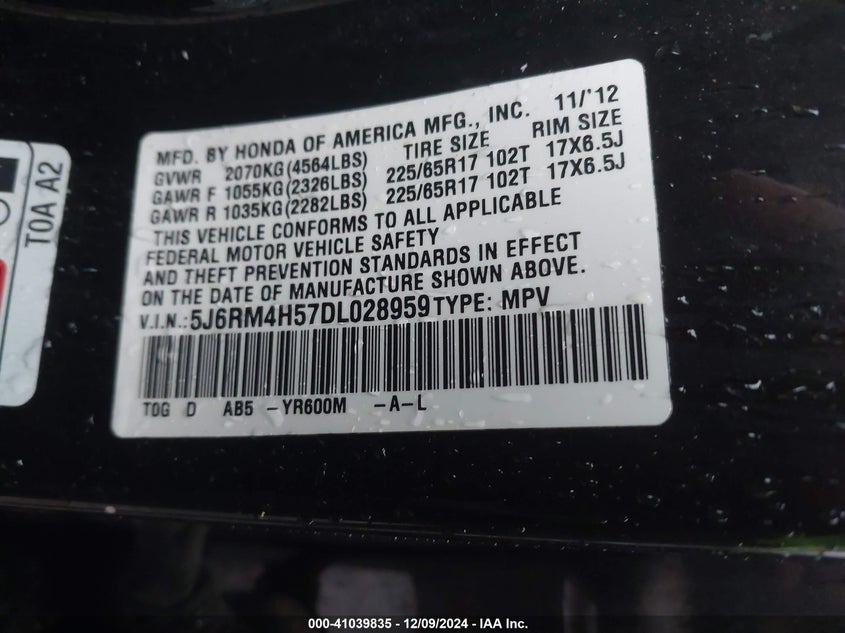 MFD. BY HONDA OF AMERICA MFG., INC. 11/'12
GVWR 2070KG(4564LBS) TIRE SIZE RIM SIZE
GAWR F 1055KG(2326LBS) 225/65R17 102T 17X6.5J
GAWR R 1035KG(2282LBS) 225/65R17 102T 17X6.5J
THIS VEHICLE CONFORMS TO ALL APPLICABLE
FEDERAL MOTOR VEHICLE SAFETY
AND THEFT PREVENTION STANDARDS IN EFFECT
ON THE DATE OF MANUFACTURE SHOWN ABOVE.
V.I.N.:5J6RM4H57DL028959 TYPE: MPV
TOG D AB5 -YR600M -A-L
T0A A2
000-41039835 - 12/09/2024 - IAA Inc.